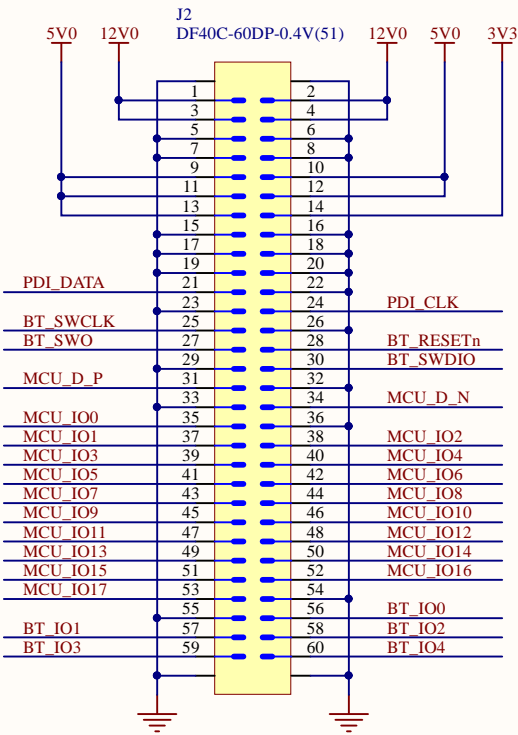 J2
DF40C-60DP-0.4V(51)
5V0 12V0 12V0 5V0 3V3
1 2
3 4
5 6
7 8
9 10
11 12
13 14
15 16
17 18
19 20
PDI_DATA 21 22
23 24 PDI_CLK
BT_SWCLK 25 26
BT_SWO 27 28 BT_RESETn
29 30 BT_SWDIO
MCU_D_P 31 32
33 34 MCU_D_N
MCU_IO0 35 36
MCU_IO1 37 38 MCU_IO2
MCU_IO3 39 40 MCU_IO4
MCU_IO5 41 42 MCU_IO6
MCU_IO7 43 44 MCU_IO8
MCU_IO9 45 46 MCU_IO10
MCU_IO11 47 48 MCU_IO12
MCU_IO13 49 50 MCU_IO14
MCU_IO15 51 52 MCU_IO16
MCU_IO17 53 54
55 56 BT_IO0
BT_IO1 57 58 BT_IO2
BT_IO3 59 60 BT_IO4